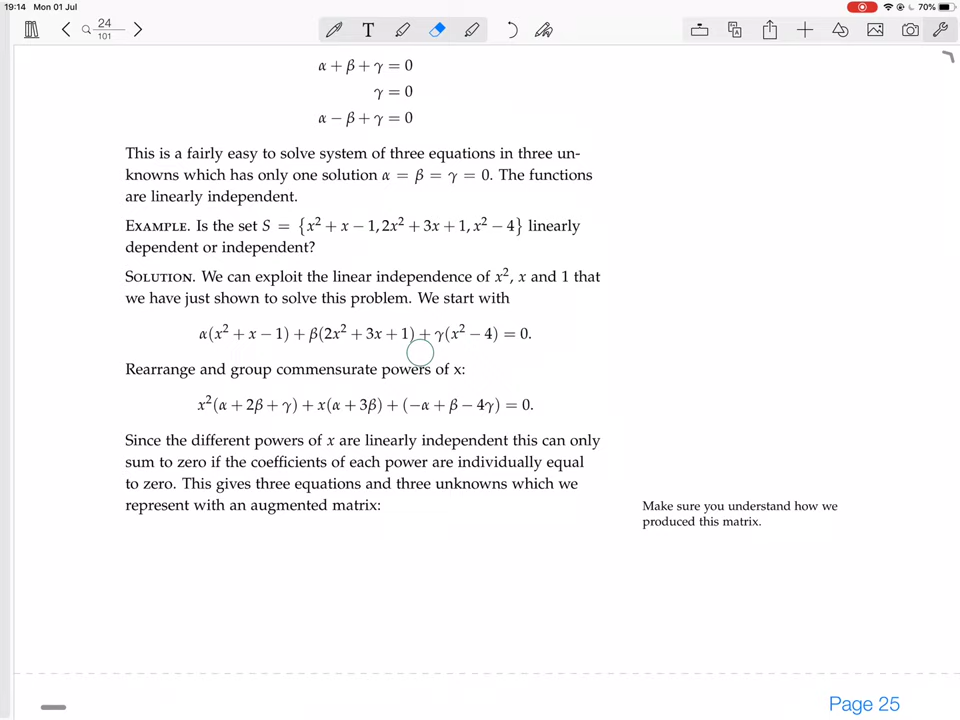 19:14 Mon 01 Jul
70%
24
101
T
α + β + γ = 0
γ = 0
α − β + γ = 0
This is a fairly easy to solve system of three equations in three un-
knowns which has only one solution α = β = γ = 0. The functions
are linearly independent.
EXAMPLE. Is the set S = {x² + x − 1, 2x² + 3x + 1, x² − 4} linearly
dependent or independent?
SOLUTION. We can exploit the linear independence of x², x and 1 that
we have just shown to solve this problem. We start with
α(x² + x − 1) + β(2x² + 3x + 1) + γ(x² − 4) = 0.
Rearrange and group commensurate powers of x:
x²(α + 2β + γ) + x(α + 3β) + (−α + β − 4γ) = 0.
Since the different powers of x are linearly independent this can only
sum to zero if the coefficients of each power are individually equal
to zero. This gives three equations and three unknowns which we
represent with an augmented matrix:
Make sure you understand how we
produced this matrix.
Page 25